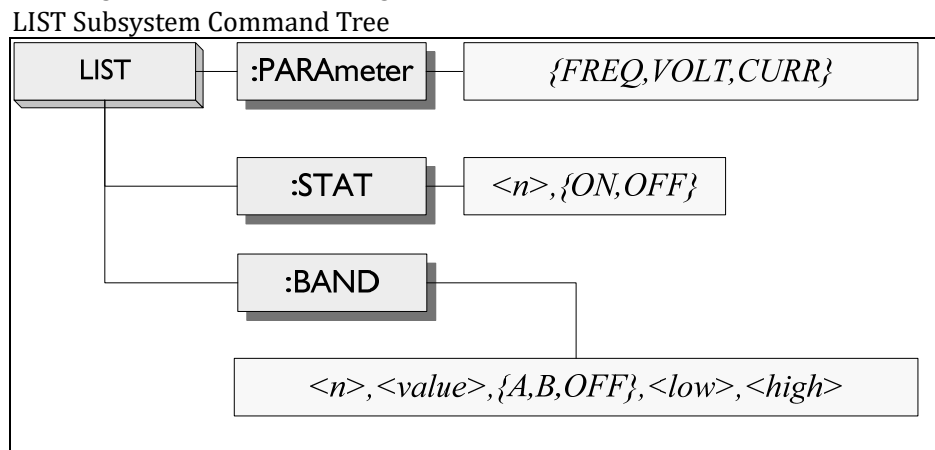 LIST Subsystem Command Tree
LIST :PARAmeter {FREQ,VOLT,CURR}
:STAT <n>,{ON,OFF}
:BAND
<n>,<value>,{A,B,OFF},<low>,<high>